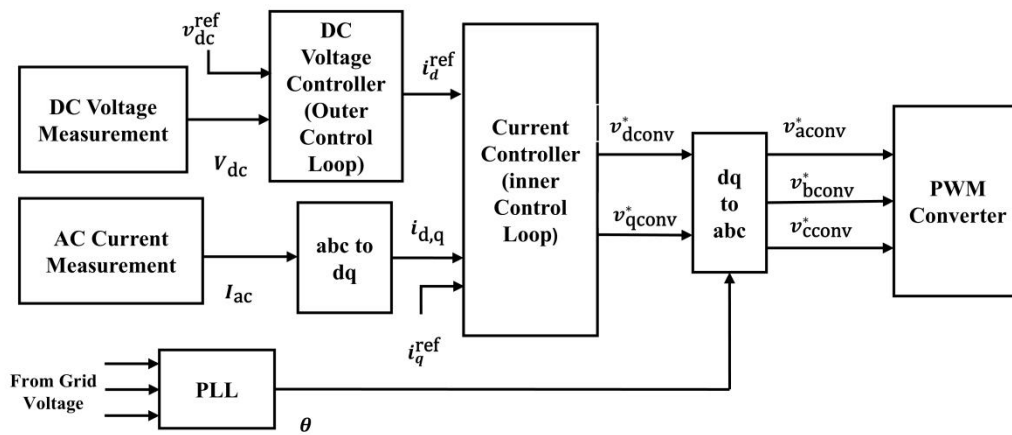 v_dc^ref
DC Voltage
Measurement
V_dc
DC
Voltage
Controller
(Outer
Control
Loop)
i_d^ref
AC Current
Measurement
I_ac
abc to
dq
i_d,q
i_q^ref
Current
Controller
(inner
Control
Loop)
v*_dconv
v*_qconv
dq
to
abc
v*_aconv
v*_bconv
v*_cconv
PWM
Converter
From Grid
Voltage
PLL
θ